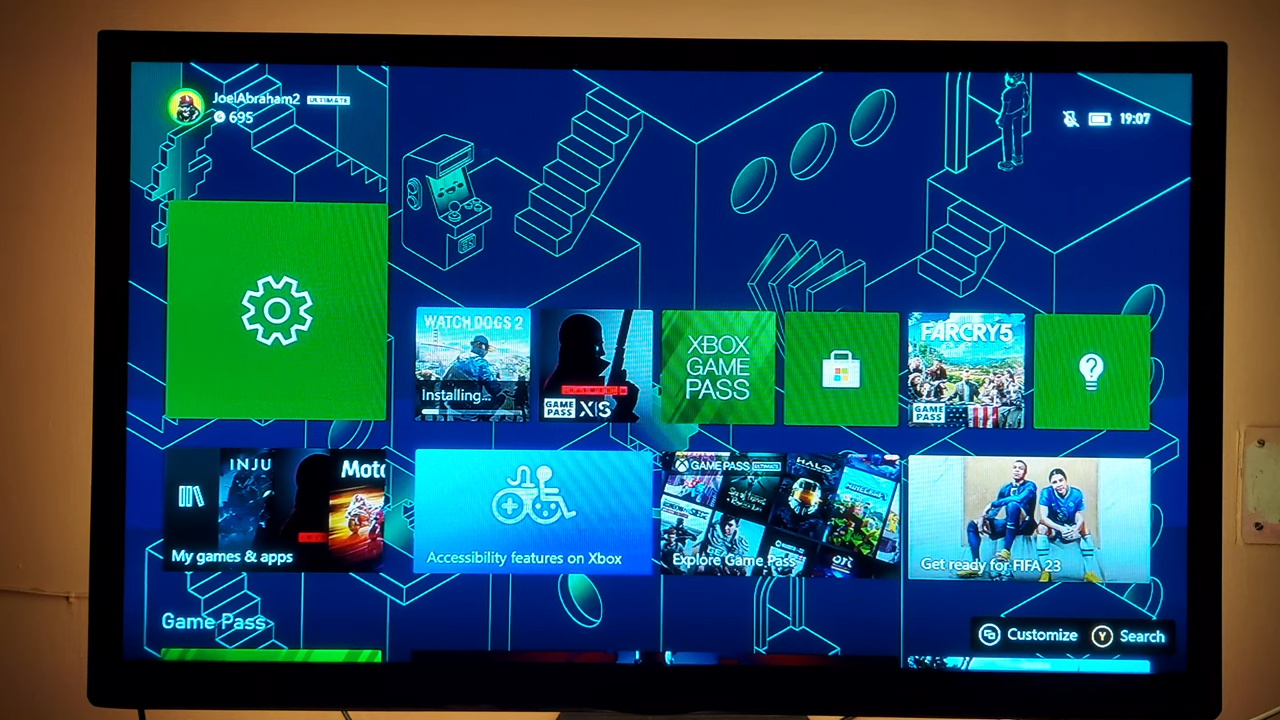 JoelAbraham2 ULTIMATE
G 695
19:07
WATCH DOGS 2
Installing...
GAME PASS X|S
XBOX
GAME
PASS
FARCRY5
GAME PASS
INJU
Moto
My games & apps
Accessibility features on Xbox
GAME PASS ULTIMATE
HALO
MINECRAFT
Explore Game Pass
Get ready for FIFA 23
Game Pass
Customize Y Search